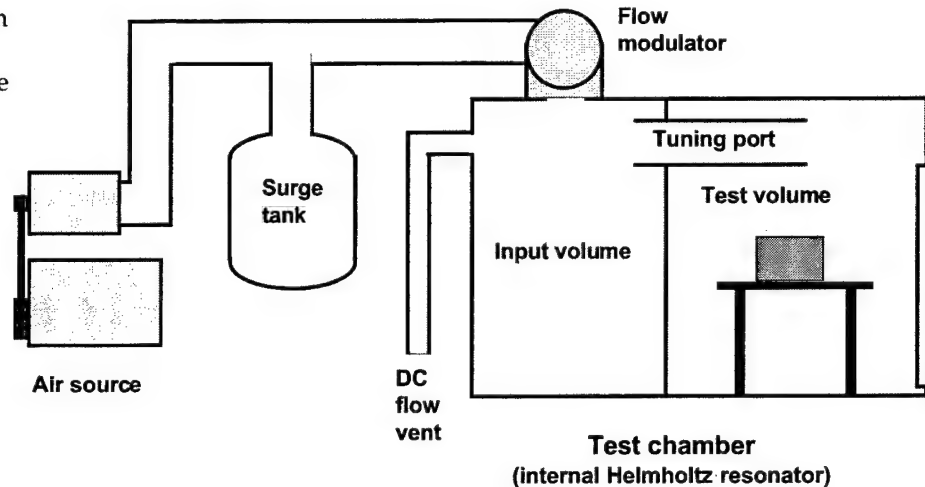 Flow
modulator
Tuning port
Surge
tank
Test volume
Input volume
Air source
DC
flow
vent
Test chamber
(internal Helmholtz resonator)